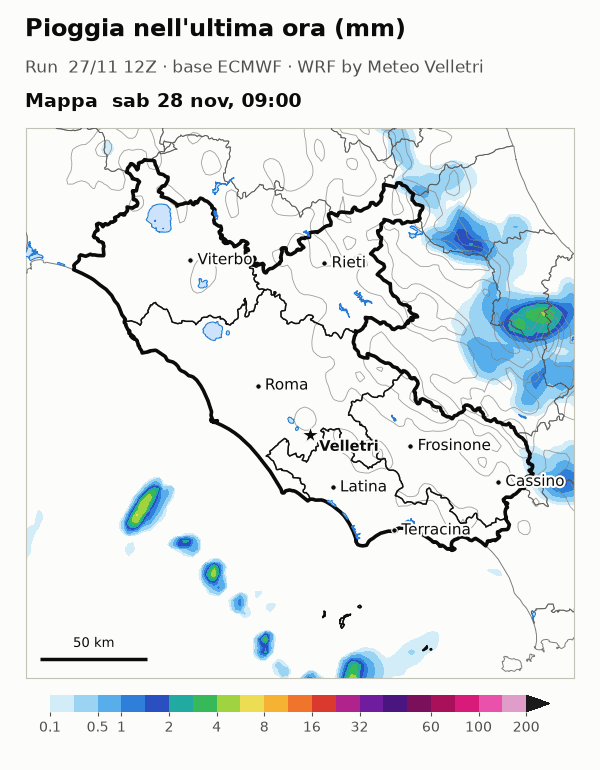 Pioggia nell'ultima ora (mm)
Run  27/11 12Z · base ECMWF · WRF by Meteo Velletri
Mappa  sab 28 nov, 09:00
Viterbo
Rieti
Roma
Velletri
Frosinone
Cassino
Latina
Terracina
50 km
0.1 0.5 1 2 4 8 16 32 60 100 200